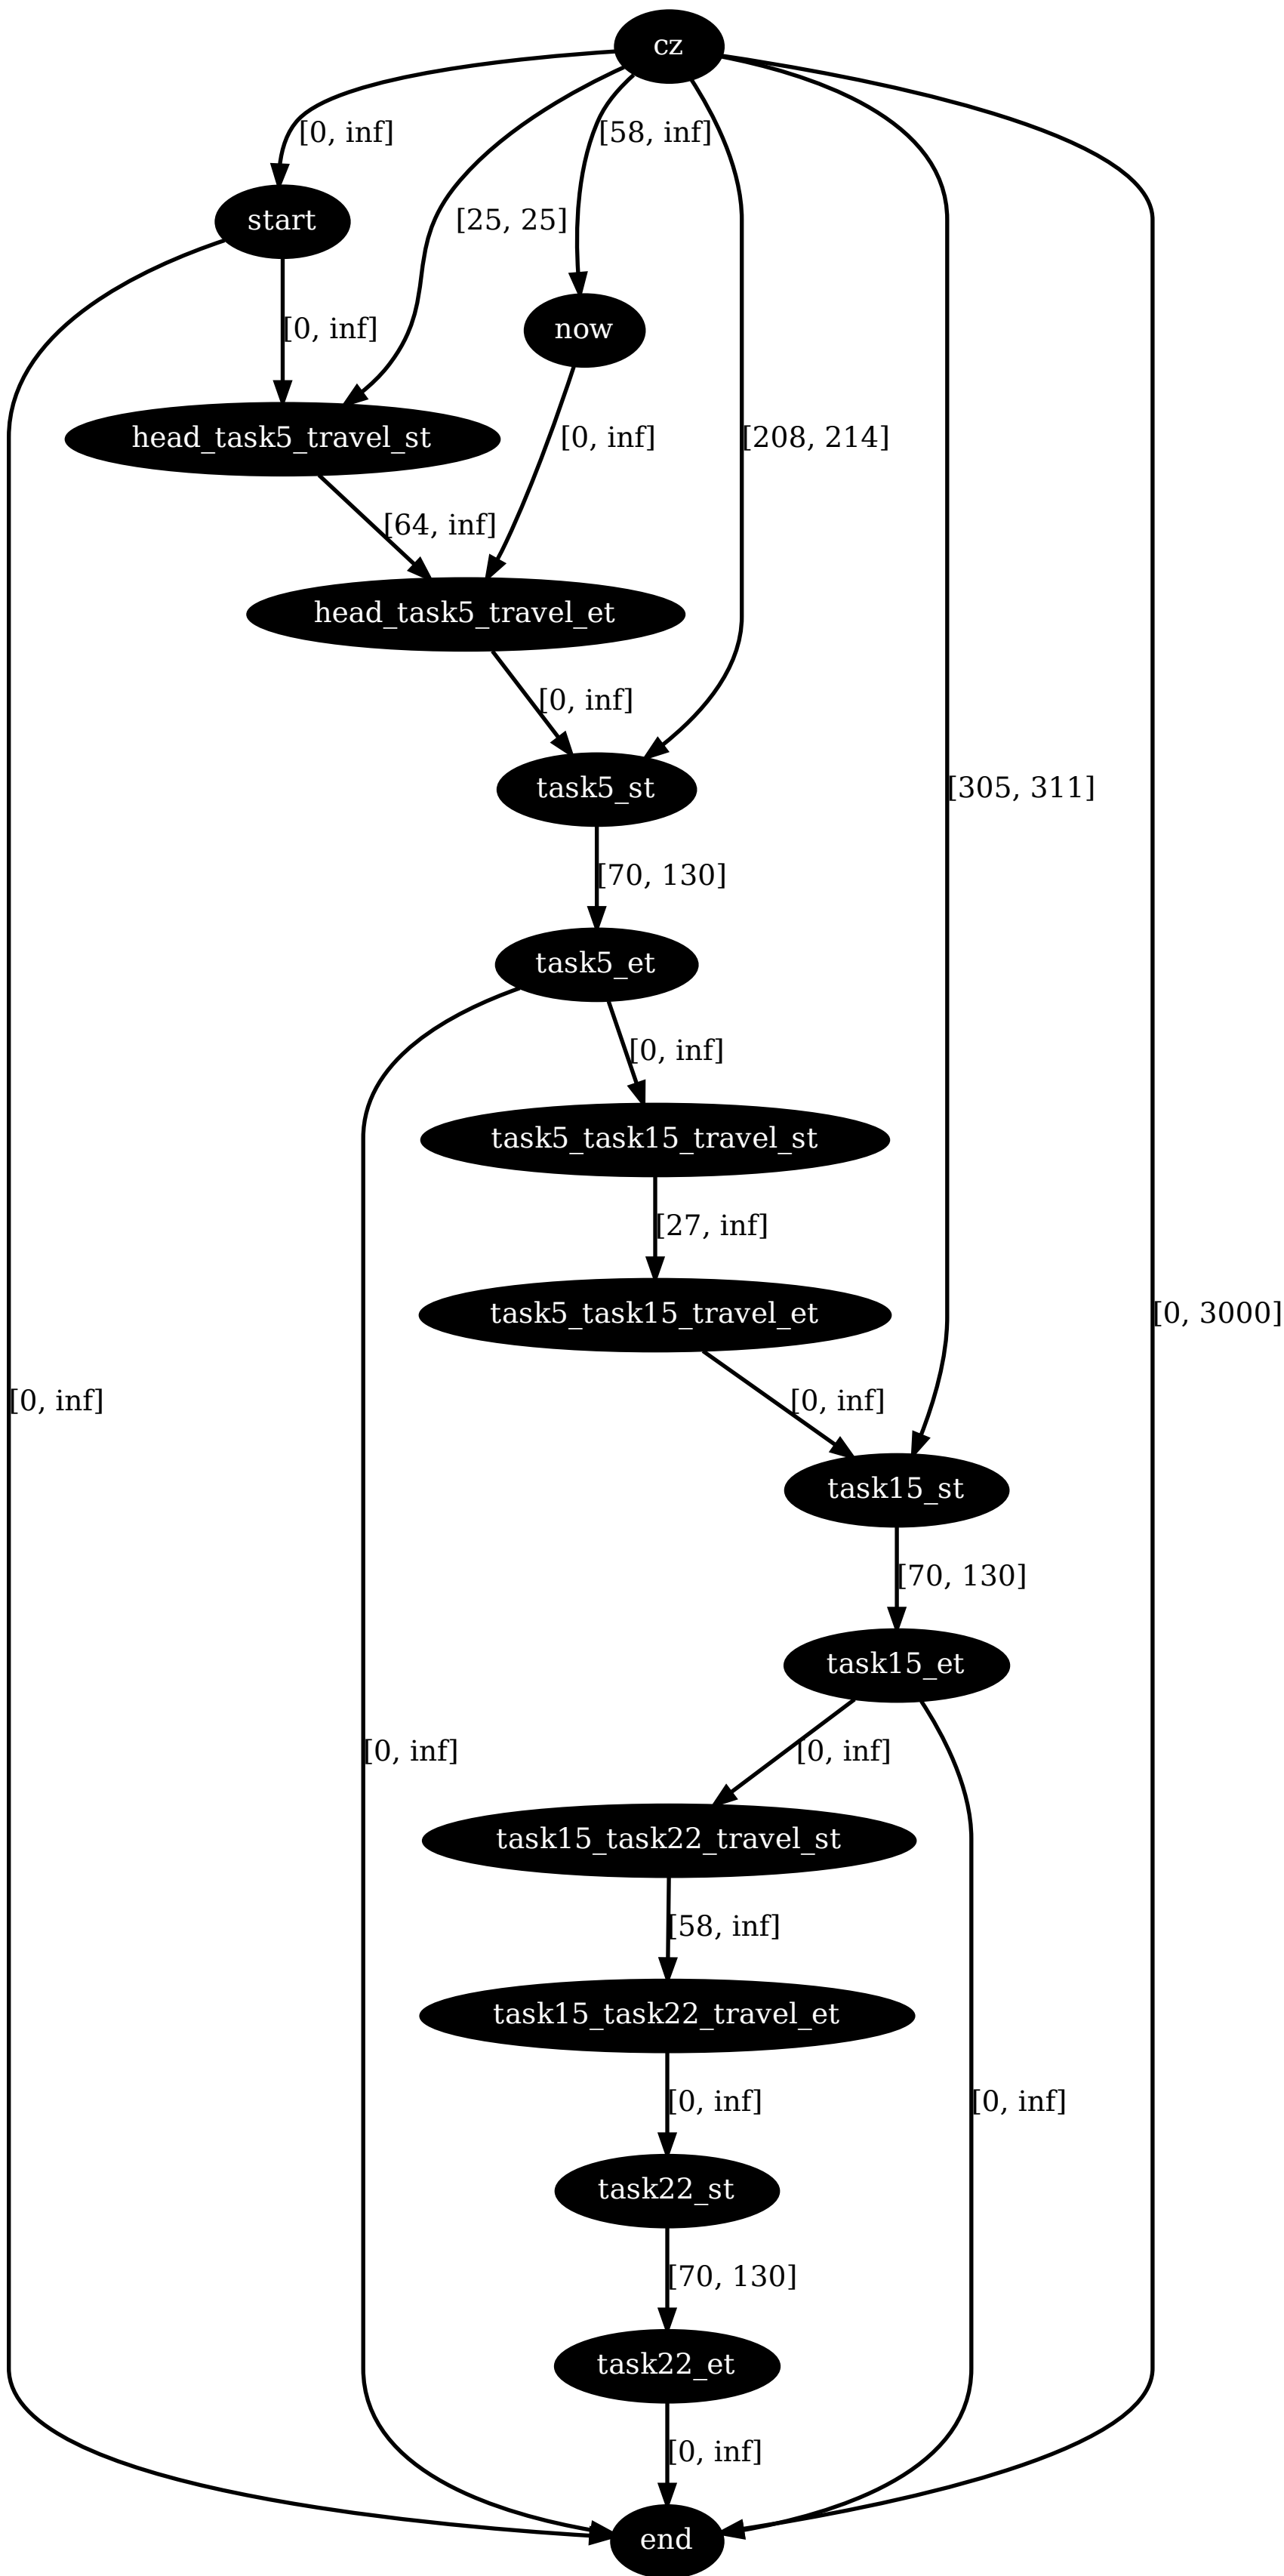 cz
[0, inf]
[58, inf]
start
[25, 25]
[0, inf]
now
head_task5_travel_st
[0, inf]
[208, 214]
[64, inf]
head_task5_travel_et
[0, inf]
task5_st
[305, 311]
[70, 130]
task5_et
[0, inf]
task5_task15_travel_st
[27, inf]
task5_task15_travel_et
[0, 3000]
[0, inf]
[0, inf]
task15_st
[70, 130]
task15_et
[0, inf]
[0, inf]
task15_task22_travel_st
[58, inf]
task15_task22_travel_et
[0, inf]
[0, inf]
task22_st
[70, 130]
task22_et
[0, inf]
end